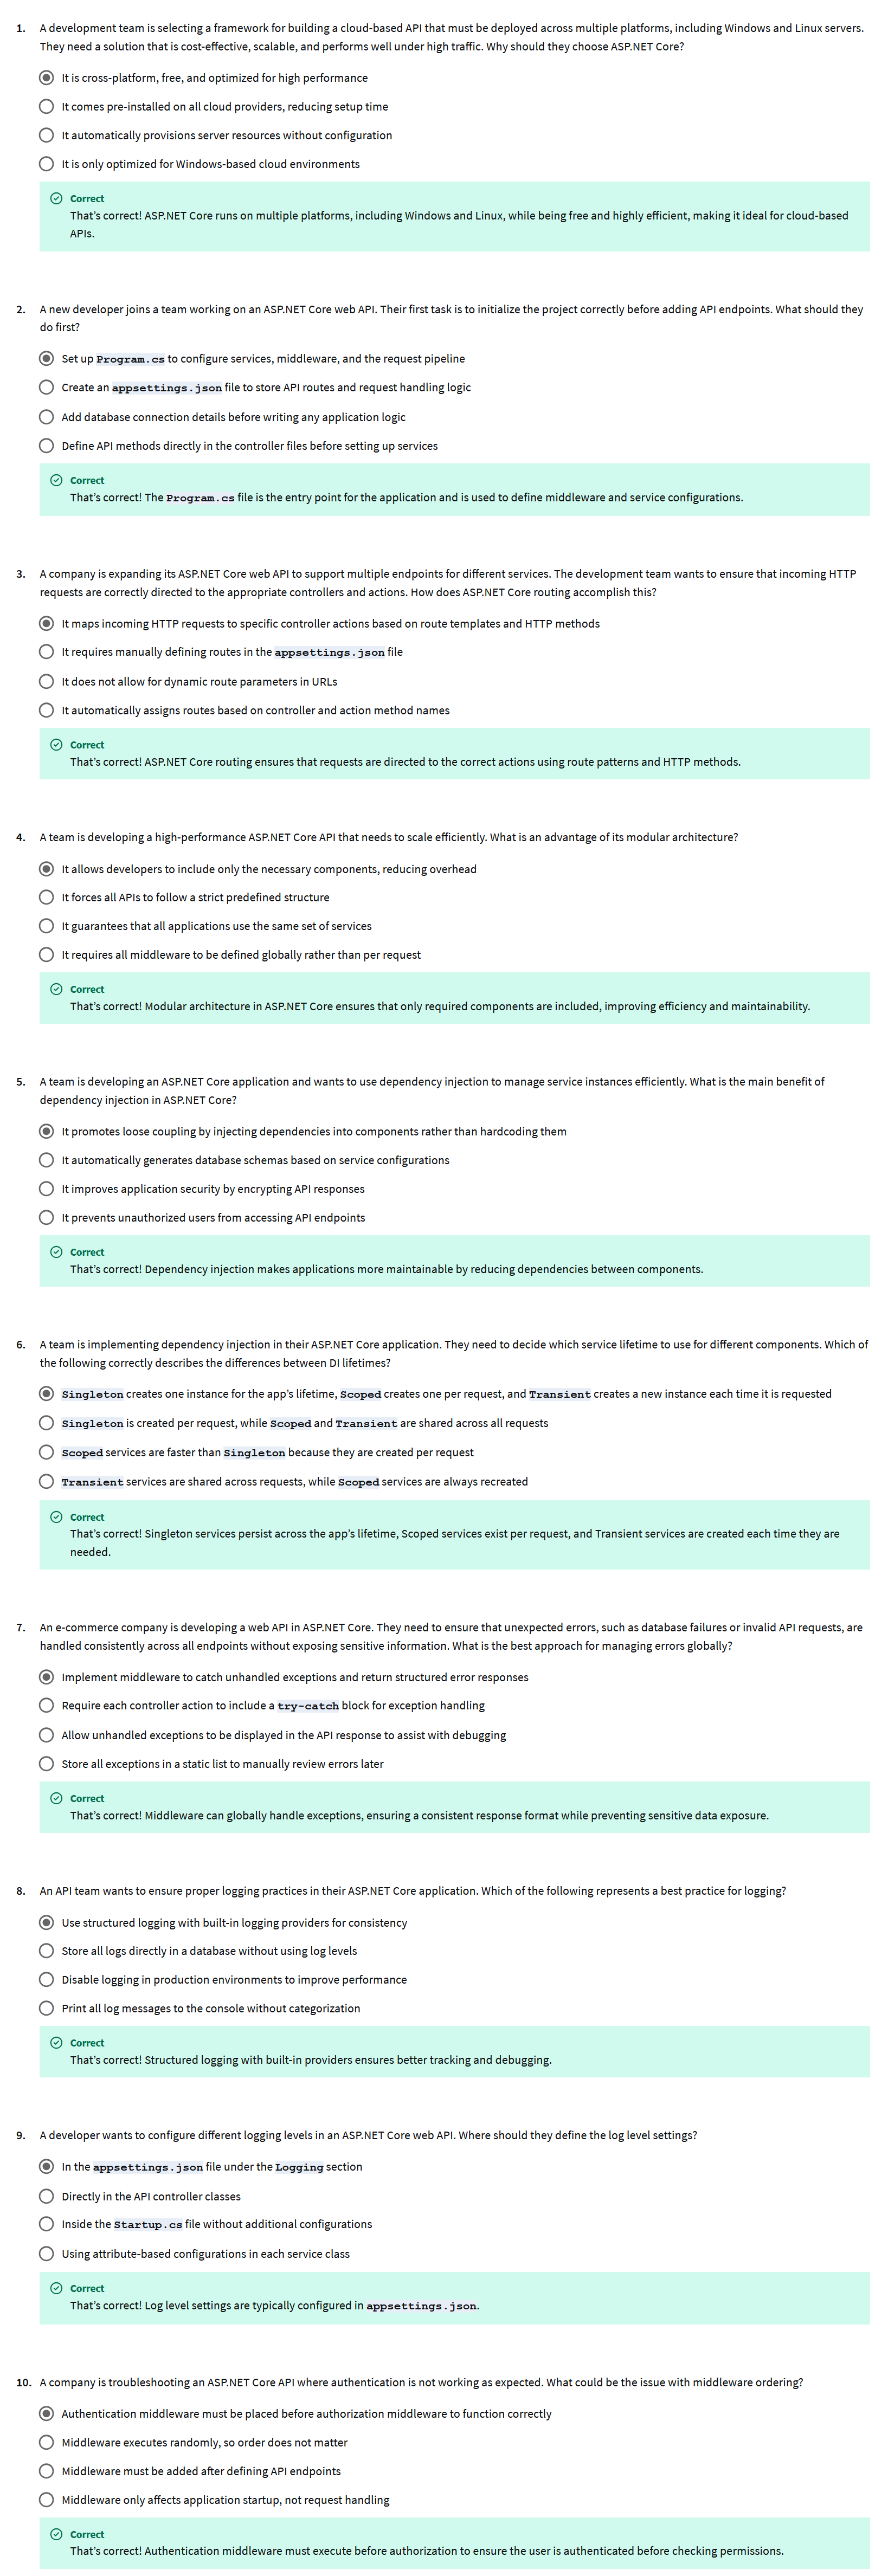 1. A development team is selecting a framework for building a cloud-based API that must be deployed across multiple platforms, including Windows and Linux servers.
They need a solution that is cost-effective, scalable, and performs well under high traffic. Why should they choose ASP.NET Core?
It is cross-platform, free, and optimized for high performance
It comes pre-installed on all cloud providers, reducing setup time
It automatically provisions server resources without configuration
It is only optimized for Windows-based cloud environments
Correct
That's correct! ASP.NET Core runs on multiple platforms, including Windows and Linux, while being free and highly efficient, making it ideal for cloud-based
APIs.
2. A new developer joins a team working on an ASP.NET Core web API. Their first task is to initialize the project correctly before adding API endpoints. What should they
do first?
Set up Program.cs to configure services, middleware, and the request pipeline
Create an appsettings.json file to store API routes and request handling logic
Add database connection details before writing any application logic
Define API methods directly in the controller files before setting up services
Correct
That's correct! The Program.cs file is the entry point for the application and is used to define middleware and service configurations.
3. A company is expanding its ASP.NET Core web API to support multiple endpoints for different services. The development team wants to ensure that incoming HTTP
requests are correctly directed to the appropriate controllers and actions. How does ASP.NET Core routing accomplish this?
It maps incoming HTTP requests to specific controller actions based on route templates and HTTP methods
It requires manually defining routes in the appsettings.json file
It does not allow for dynamic route parameters in URLs
It automatically assigns routes based on controller and action method names
Correct
That's correct! ASP.NET Core routing ensures that requests are directed to the correct actions using route patterns and HTTP methods.
4. A team is developing a high-performance ASP.NET Core API that needs to scale efficiently. What is an advantage of its modular architecture?
It allows developers to include only the necessary components, reducing overhead
It forces all APIs to follow a strict predefined structure
It guarantees that all applications use the same set of services
It requires all middleware to be defined globally rather than per request
Correct
That's correct! Modular architecture in ASP.NET Core ensures that only required components are included, improving efficiency and maintainability.
5. A team is developing an ASP.NET Core application and wants to use dependency injection to manage service instances efficiently. What is the main benefit of
dependency injection in ASP.NET Core?
It promotes loose coupling by injecting dependencies into components rather than hardcoding them
It automatically generates database schemas based on service configurations
It improves application security by encrypting API responses
It prevents unauthorized users from accessing API endpoints
Correct
That's correct! Dependency injection makes applications more maintainable by reducing dependencies between components.
6. A team is implementing dependency injection in their ASP.NET Core application. They need to decide which service lifetime to use for different components. Which of
the following correctly describes the differences between DI lifetimes?
Singleton creates one instance for the app's lifetime, Scoped creates one per request, and Transient creates a new instance each time it is requested
Singleton is created per request, while Scoped and Transient are shared across all requests
Scoped services are faster than Singleton because they are created per request
Transient services are shared across requests, while Scoped services are always recreated
Correct
That's correct! Singleton services persist across the app's lifetime, Scoped services exist per request, and Transient services are created each time they are
needed.
7. An e-commerce company is developing a web API in ASP.NET Core. They need to ensure that unexpected errors, such as database failures or invalid API requests, are
handled consistently across all endpoints without exposing sensitive information. What is the best approach for managing errors globally?
Implement middleware to catch unhandled exceptions and return structured error responses
Require each controller action to include a try-catch block for exception handling
Allow unhandled exceptions to be displayed in the API response to assist with debugging
Store all exceptions in a static list to manually review errors later
Correct
That's correct! Middleware can globally handle exceptions, ensuring a consistent response format while preventing sensitive data exposure.
8. An API team wants to ensure proper logging practices in their ASP.NET Core application. Which of the following represents a best practice for logging?
Use structured logging with built-in logging providers for consistency
Store all logs directly in a database without using log levels
Disable logging in production environments to improve performance
Print all log messages to the console without categorization
Correct
That's correct! Structured logging with built-in providers ensures better tracking and debugging.
9. A developer wants to configure different logging levels in an ASP.NET Core web API. Where should they define the log level settings?
In the appsettings.json file under the Logging section
Directly in the API controller classes
Inside the Startup.cs file without additional configurations
Using attribute-based configurations in each service class
Correct
That's correct! Log level settings are typically configured in appsettings.json.
10. A company is troubleshooting an ASP.NET Core API where authentication is not working as expected. What could be the issue with middleware ordering?
Authentication middleware must be placed before authorization middleware to function correctly
Middleware executes randomly, so order does not matter
Middleware must be added after defining API endpoints
Middleware only affects application startup, not request handling
Correct
That's correct! Authentication middleware must execute before authorization to ensure the user is authenticated before checking permissions.